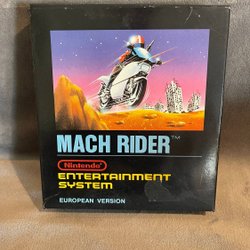 MACH RIDER™
Nintendo
ENTERTAINMENT
SYSTEM
EUROPEAN VERSION